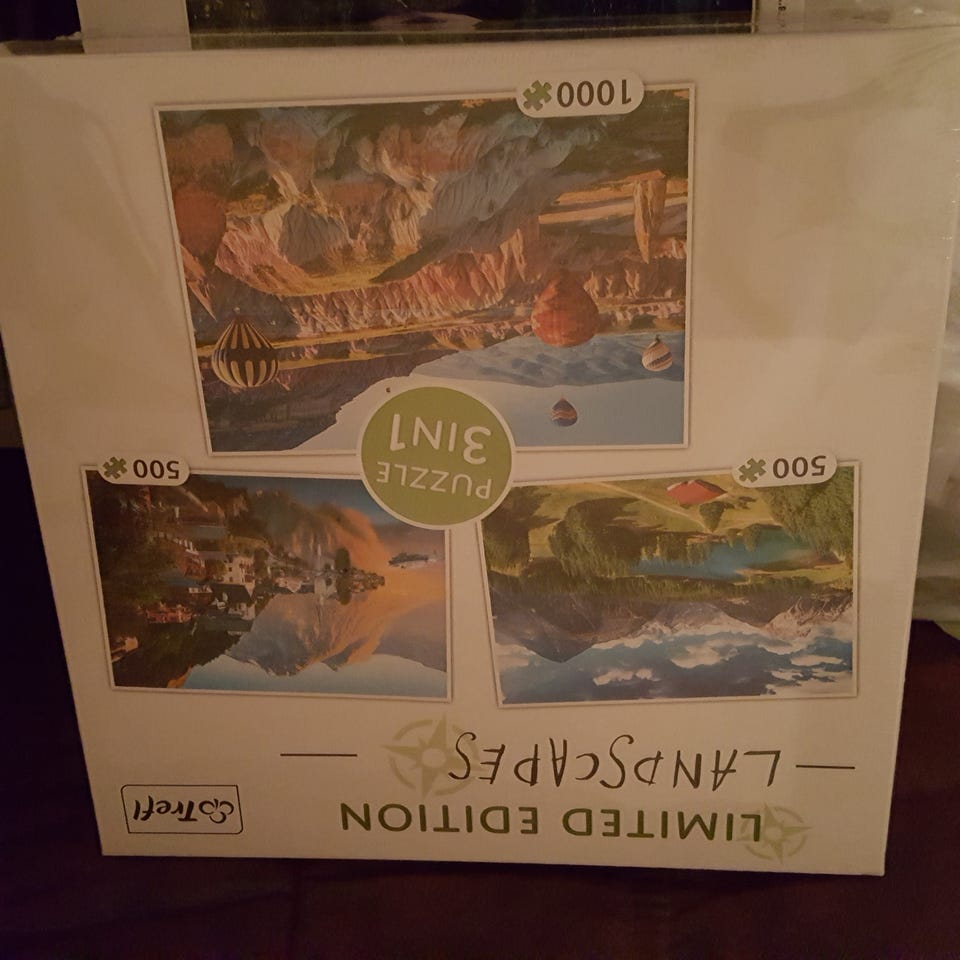 LIMITED EDITION
LANDSCAPES
Trefl
500
500
PUZZLE
3IN1
1000